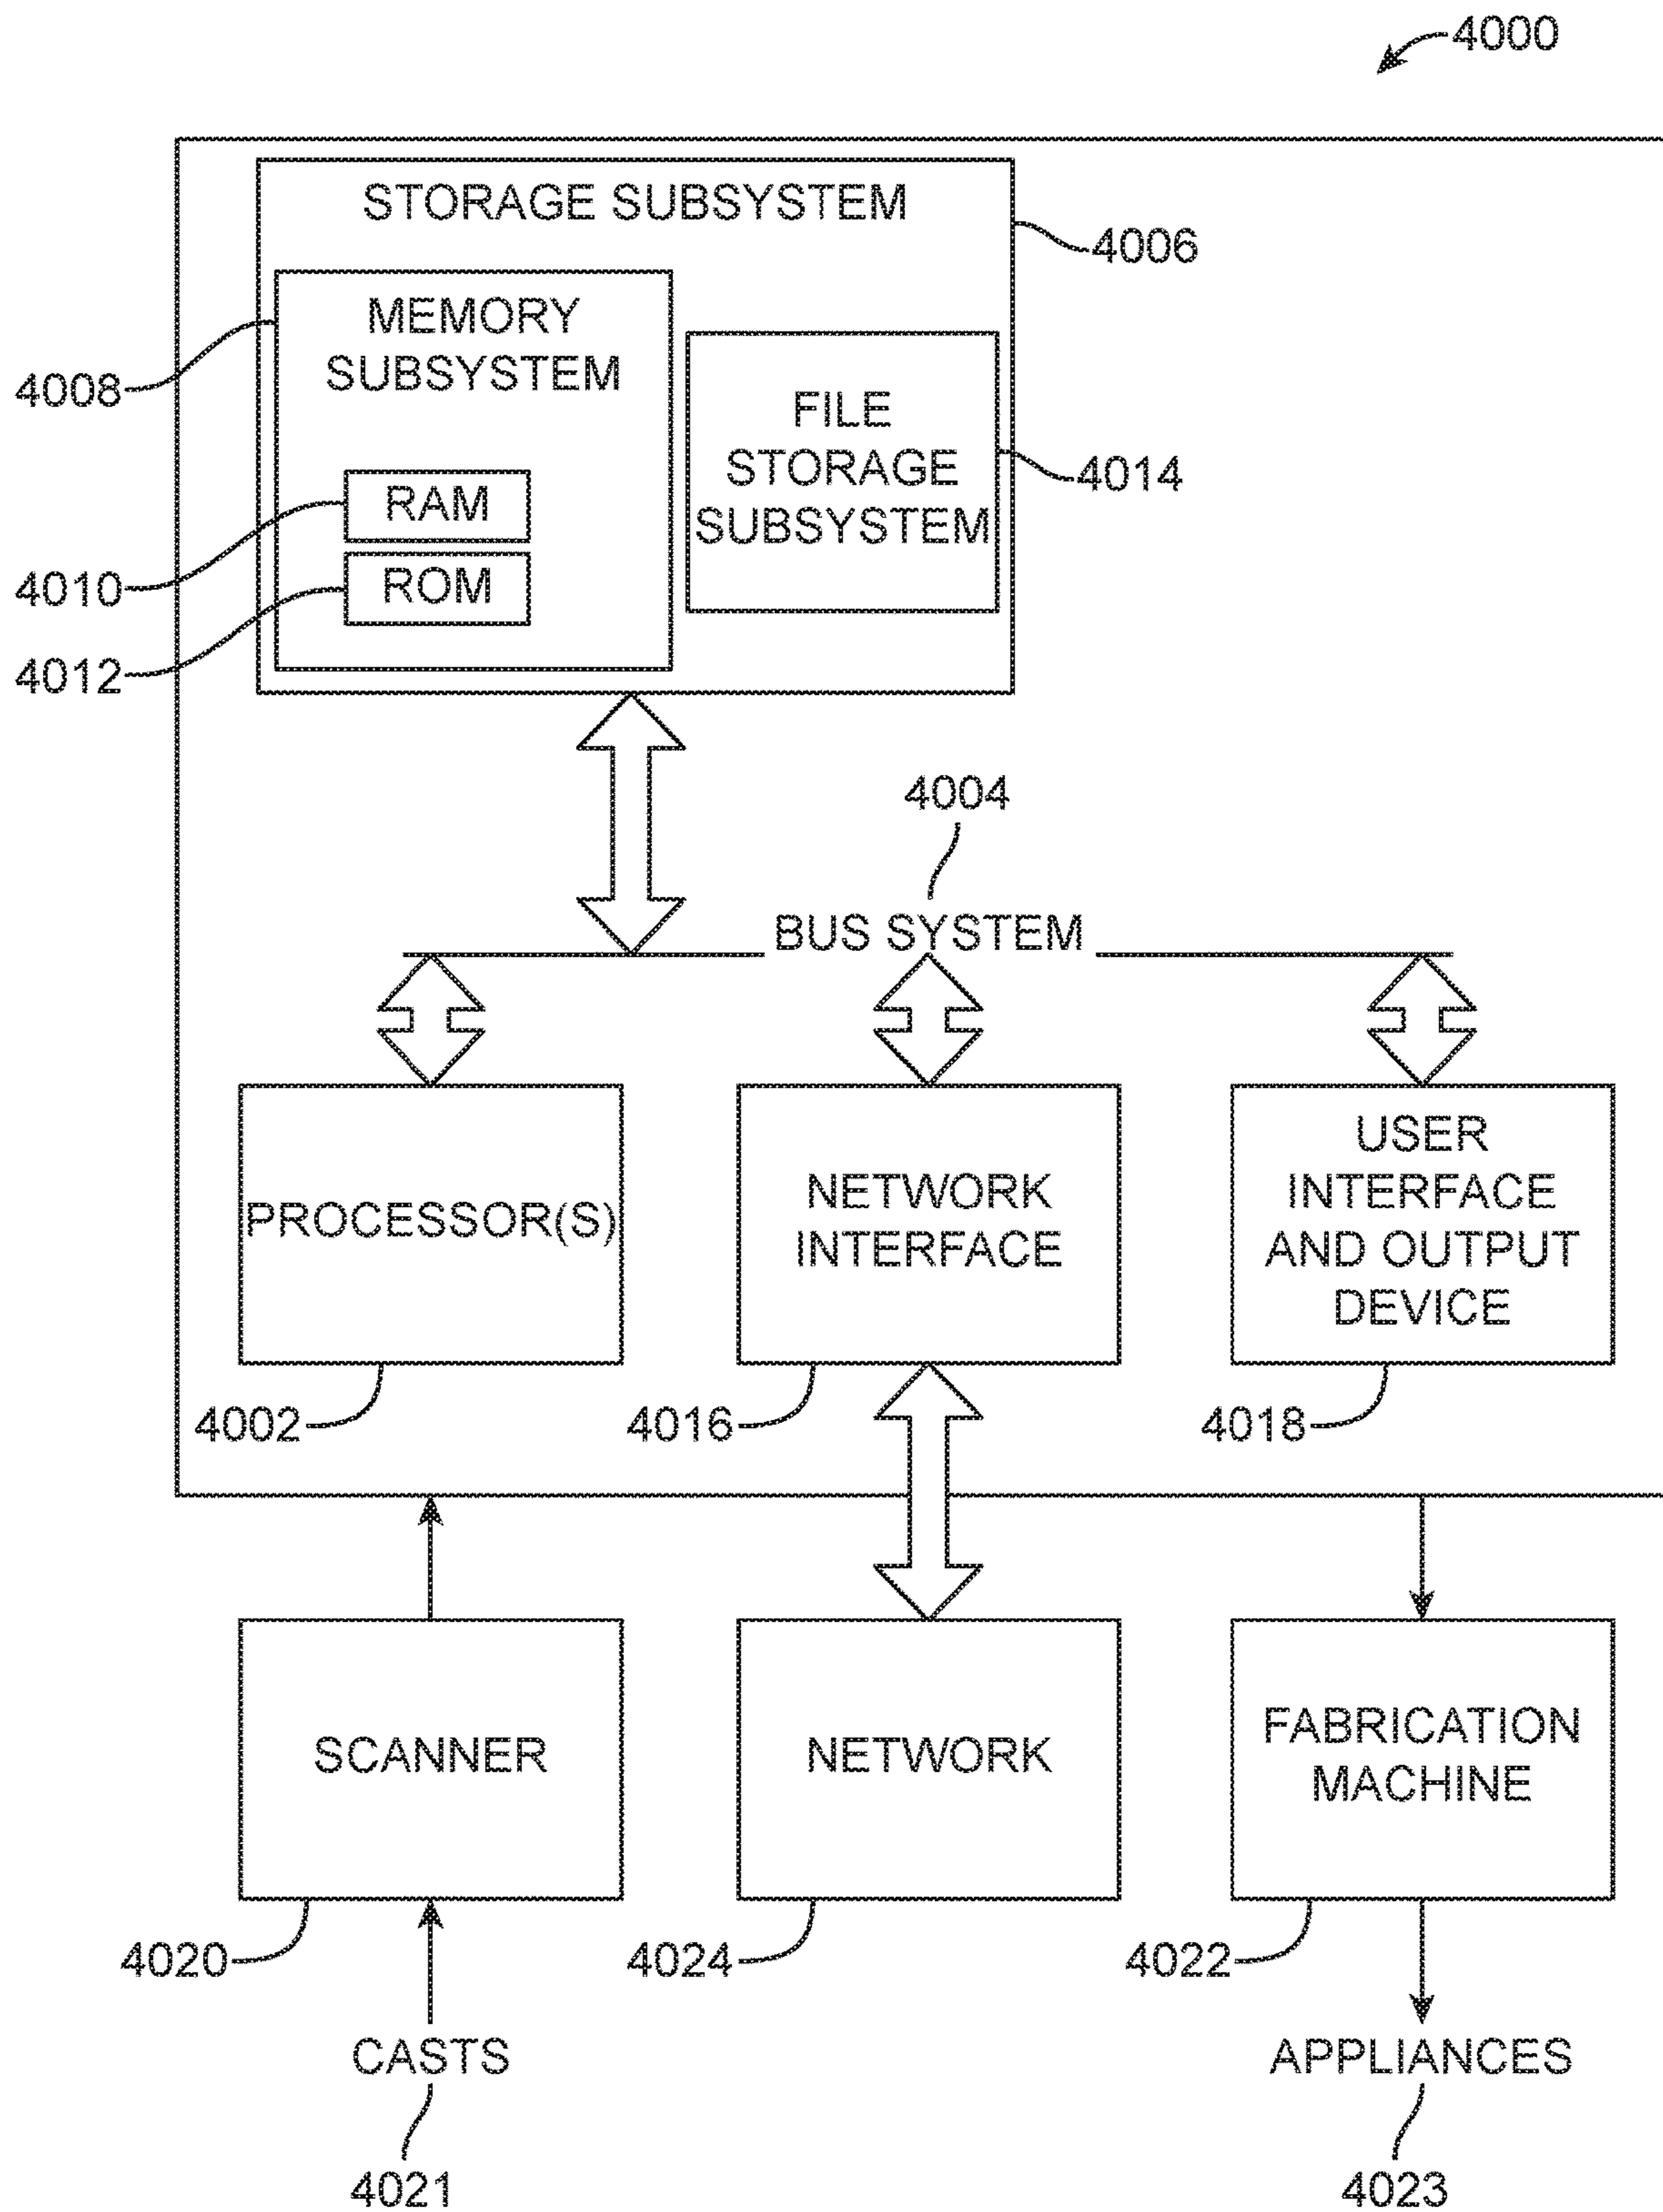 4000
STORAGE SUBSYSTEM
4006
MEMORY
SUBSYSTEM
4008
FILE
STORAGE
SUBSYSTEM
4014
RAM
4010
ROM
4012
4004
BUS SYSTEM
PROCESSOR(S)
NETWORK
INTERFACE
USER
INTERFACE
AND OUTPUT
DEVICE
4002
4016
4018
SCANNER
NETWORK
FABRICATION
MACHINE
4020
4024
4022
CASTS
APPLIANCES
4021
4023